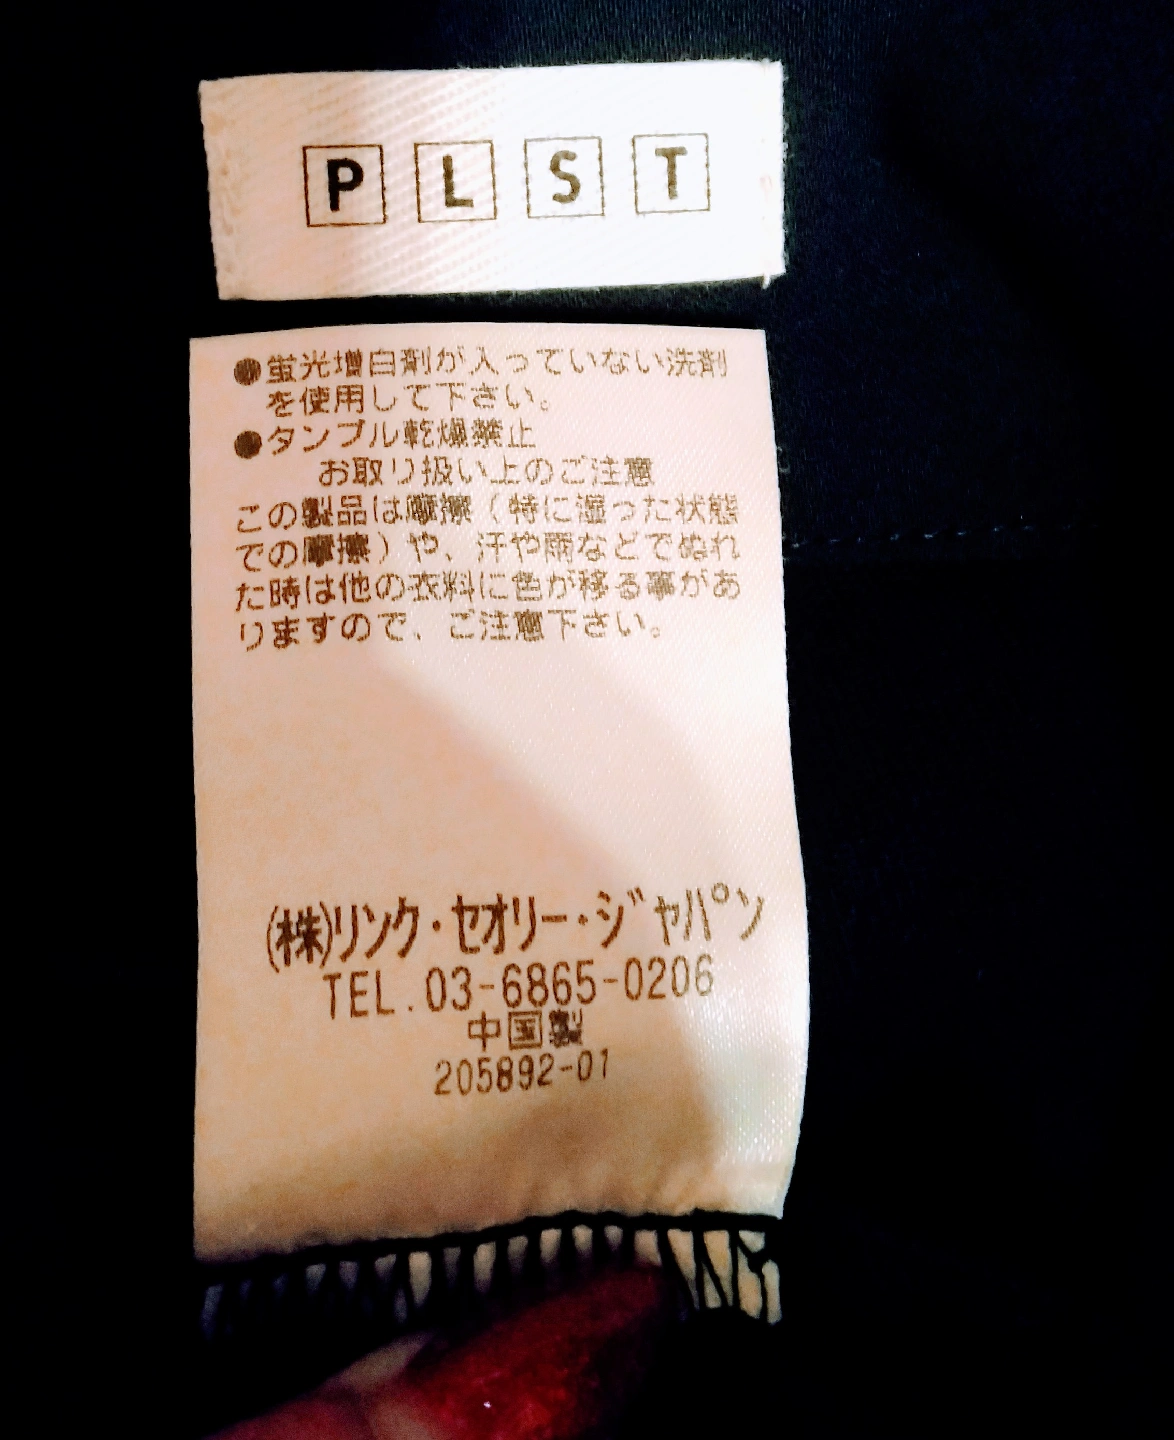 PLST
●蛍光増白剤が入っていない洗剤
を使用して下さい。
●タンブル乾燥禁止
お取り扱い上のご注意
この製品は摩擦(特に湿った状態
での摩擦)や、汗や雨などでぬれ
た時は他の衣料に色が移る事があ
りますので、ご注意下さい。
(株)リンク・セオリー・ジャパン
TEL.03-6865-0206
中国製
205892-01